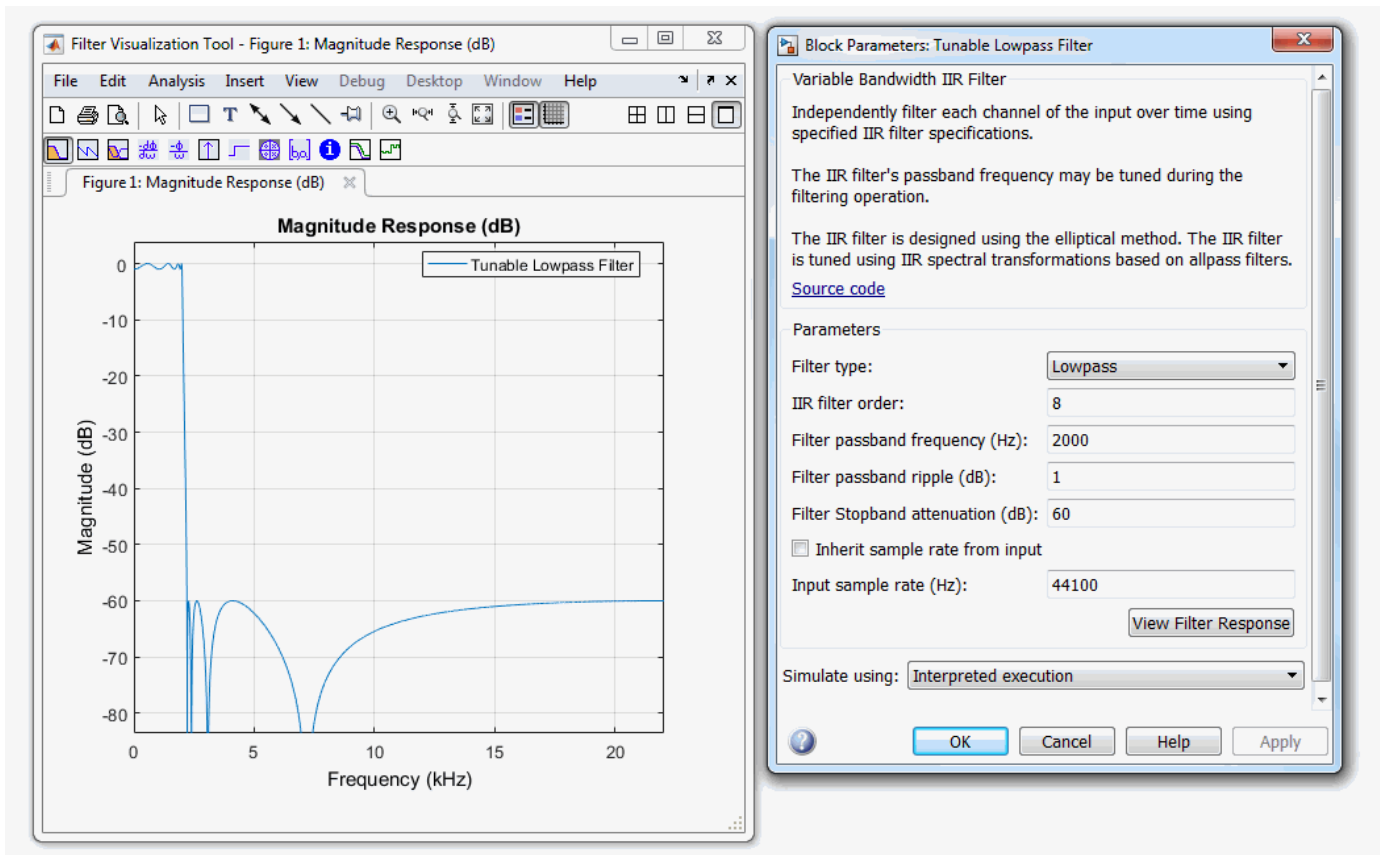 Filter Visualization Tool - Figure 1: Magnitude Response (dB)
File Edit Analysis Insert View Debug Desktop Window Help
Figure 1: Magnitude Response (dB)
Magnitude Response (dB)
Tunable Lowpass Filter
0
-10
-20
-30
-40
-50
-60
-70
-80
Magnitude (dB)
0 5 10 15 20
Frequency (kHz)
Block Parameters: Tunable Lowpass Filter
Variable Bandwidth IIR Filter
Independently filter each channel of the input over time using
specified IIR filter specifications.
The IIR filter's passband frequency may be tuned during the
filtering operation.
The IIR filter is designed using the elliptical method. The IIR filter
is tuned using IIR spectral transformations based on allpass filters.
Source code
Parameters
Filter type: Lowpass
IIR filter order: 8
Filter passband frequency (Hz): 2000
Filter passband ripple (dB): 1
Filter Stopband attenuation (dB): 60
Inherit sample rate from input
Input sample rate (Hz): 44100
View Filter Response
Simulate using: Interpreted execution
OK Cancel Help Apply